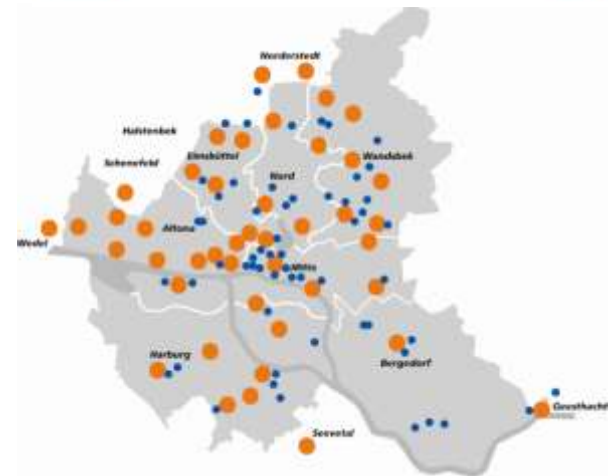 Norderstedt
Halstenbek
Eimsbüttel
Wandsbek
Schenefeld
Nord
Altona
Wedel
Mitte
Harburg
Bergedorf
Geesthacht
Seevetal